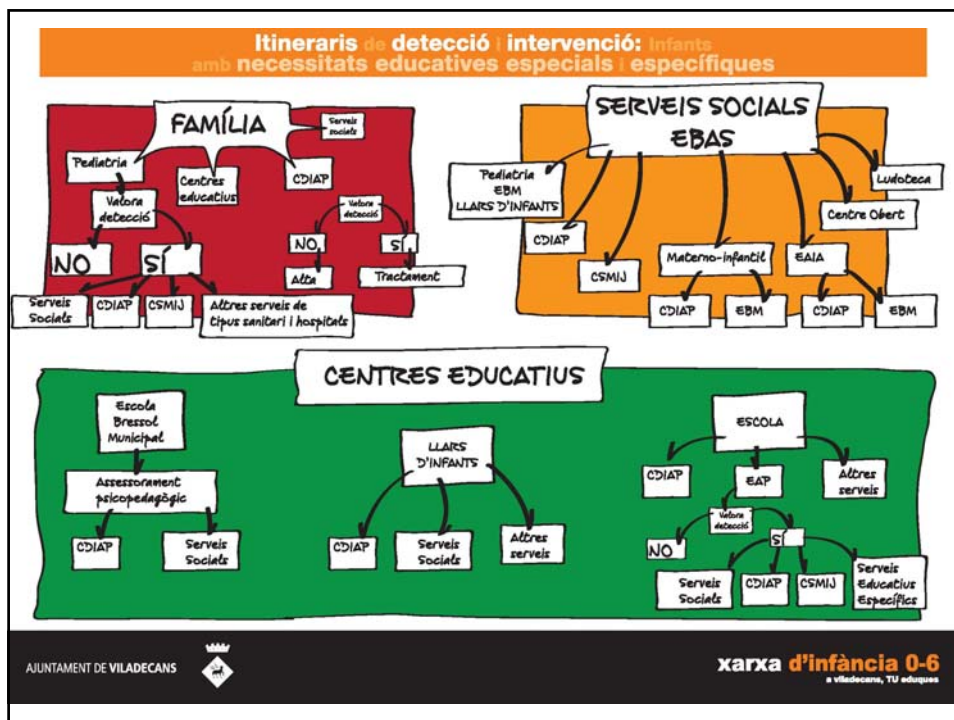 Itineraris de detecció i intervenció: Infants
amb necessitats educatives especials i específiques
FAMÍLIA
Serveis
socials
Pediatria
Centres
educatius
CDIAP
Valora
detecció
NO
SÍ
Serveis
Socials
CDIAP
CSMIJ
Altres serveis de
tipus sanitari i hospitals
Valora
detecció
NO
SÍ
Alta
Tractament
SERVEIS SOCIALS
EBAS
Pediatria
EBM
LLARS D'INFANTS
CDIAP
CSMIJ
Materno-infantil
CDIAP
EBM
EAIA
CDIAP
EBM
Centre Obert
Ludoteca
CENTRES EDUCATIUS
Escola
Bressol
Municipal
Assessorament
psicopedagògic
CDIAP
Serveis
Socials
LLARS
D'INFANTS
CDIAP
Serveis
Socials
Altres
serveis
ESCOLA
CDIAP
EAP
Altres
serveis
Valora
detecció
NO
SÍ
Serveis
Socials
CDIAP
CSMIJ
Serveis
Educatius
Específics
AJUNTAMENT DE VILADECANS
xarxa d'infància 0-6
a viladecans, TU eduques